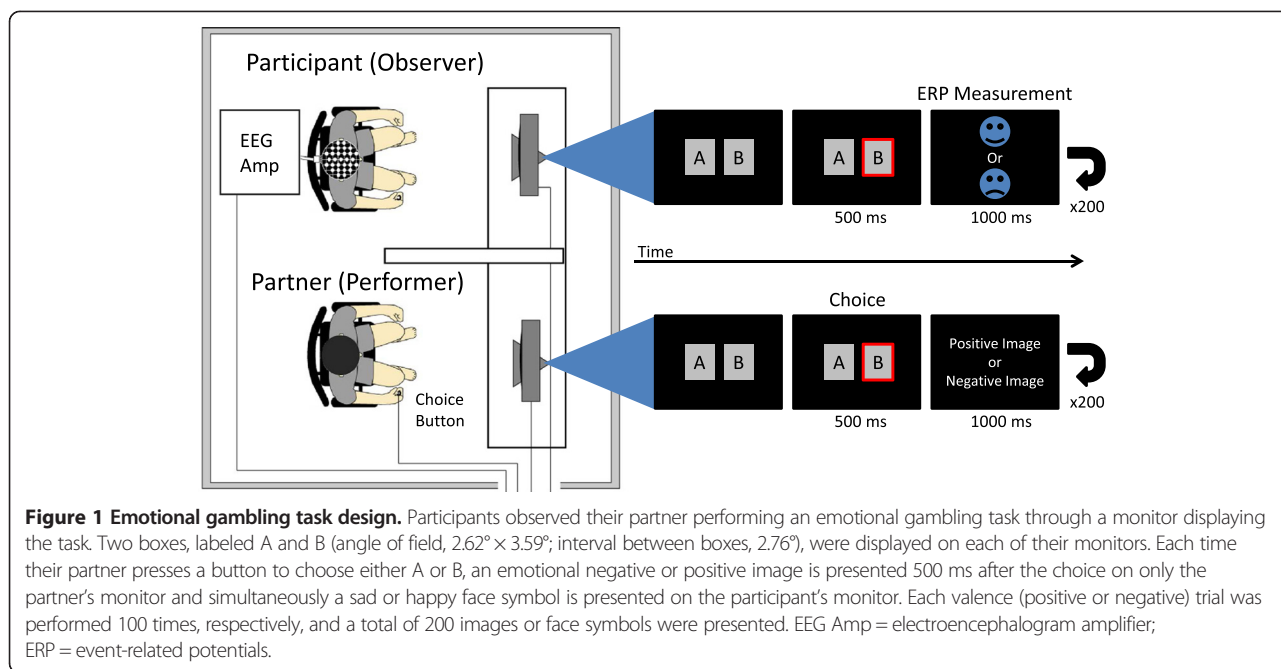 Participant (Observer)
EEG
Amp
Partner (Performer)
Choice
Button
ERP Measurement
A B
A B
Or
500 ms
1000 ms
x200
Time
Choice
A B
A B
Positive Image
or
Negative Image
500 ms
1000 ms
x200
Figure 1 Emotional gambling task design. Participants observed their partner performing an emotional gambling task through a monitor displaying
the task. Two boxes, labeled A and B (angle of field, 2.62° × 3.59°; interval between boxes, 2.76°), were displayed on each of their monitors. Each time
their partner presses a button to choose either A or B, an emotional negative or positive image is presented 500 ms after the choice on only the
partner's monitor and simultaneously a sad or happy face symbol is presented on the participant's monitor. Each valence (positive or negative) trial was
performed 100 times, respectively, and a total of 200 images or face symbols were presented. EEG Amp = electroencephalogram amplifier;
ERP = event-related potentials.